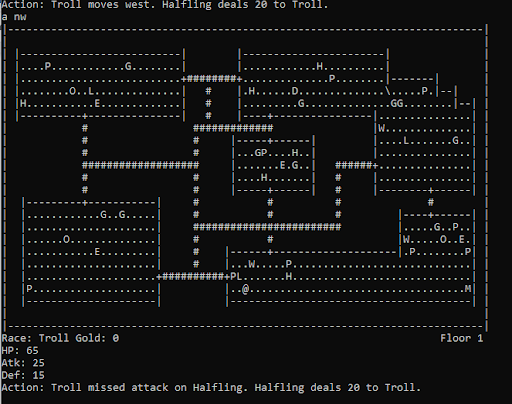 Action: Troll moves west. Halfling deals 20 to Troll.
a nw
|-----------------------------------------------------------------------------|
|                                                                             |
| |--------------------------|        |-----------------------|               |
| |....P............G........|        |............H..........|               |
| |..........................+########+..............P........|-------|       |
| |........O..L..............|   #    |.H......D..............\.....P.|--|    |
| |H...........E.............|   #    |.........G..............GG........|--| |
| |----------+---------------|   #    |----+----------------|...............| |
|            #                 #############                |W..............| |
|            #                 #     |-----+------|         |....L.......G..| |
|            #                 #     |...GP....H..|         |...............| |
|            ###################     |.......E.G..|   ######+...............| |
|            #                 #     |....H.......|   #     |...............| |
|            #                 #     |-----+------|   #     |--------+------| |
|  |---------+-----------|     #           #          #              #        |
|  |............G..G.....|     #           #          #         |----+------| |
|  |.....................|     ########################         |.....G..P..| |
|  |......O..............|     #           #                    |W.....O..E.| |
|  |...........E.........|     #    |------+--------------------|.P........P| |
|  |.....................|     #    |...W.....P.............................| |
|  |.....................+##########+PL.......H.............................| |
|  |P....................|          |..@...................................M| |
|  |---------------------|          |---------------------------------------| |
|                                                                             |
|-----------------------------------------------------------------------------|
Race: Troll Gold: 0                                                    Floor 1
HP: 65
Atk: 25
Def: 15
Action: Troll missed attack on Halfling. Halfling deals 20 to Troll.